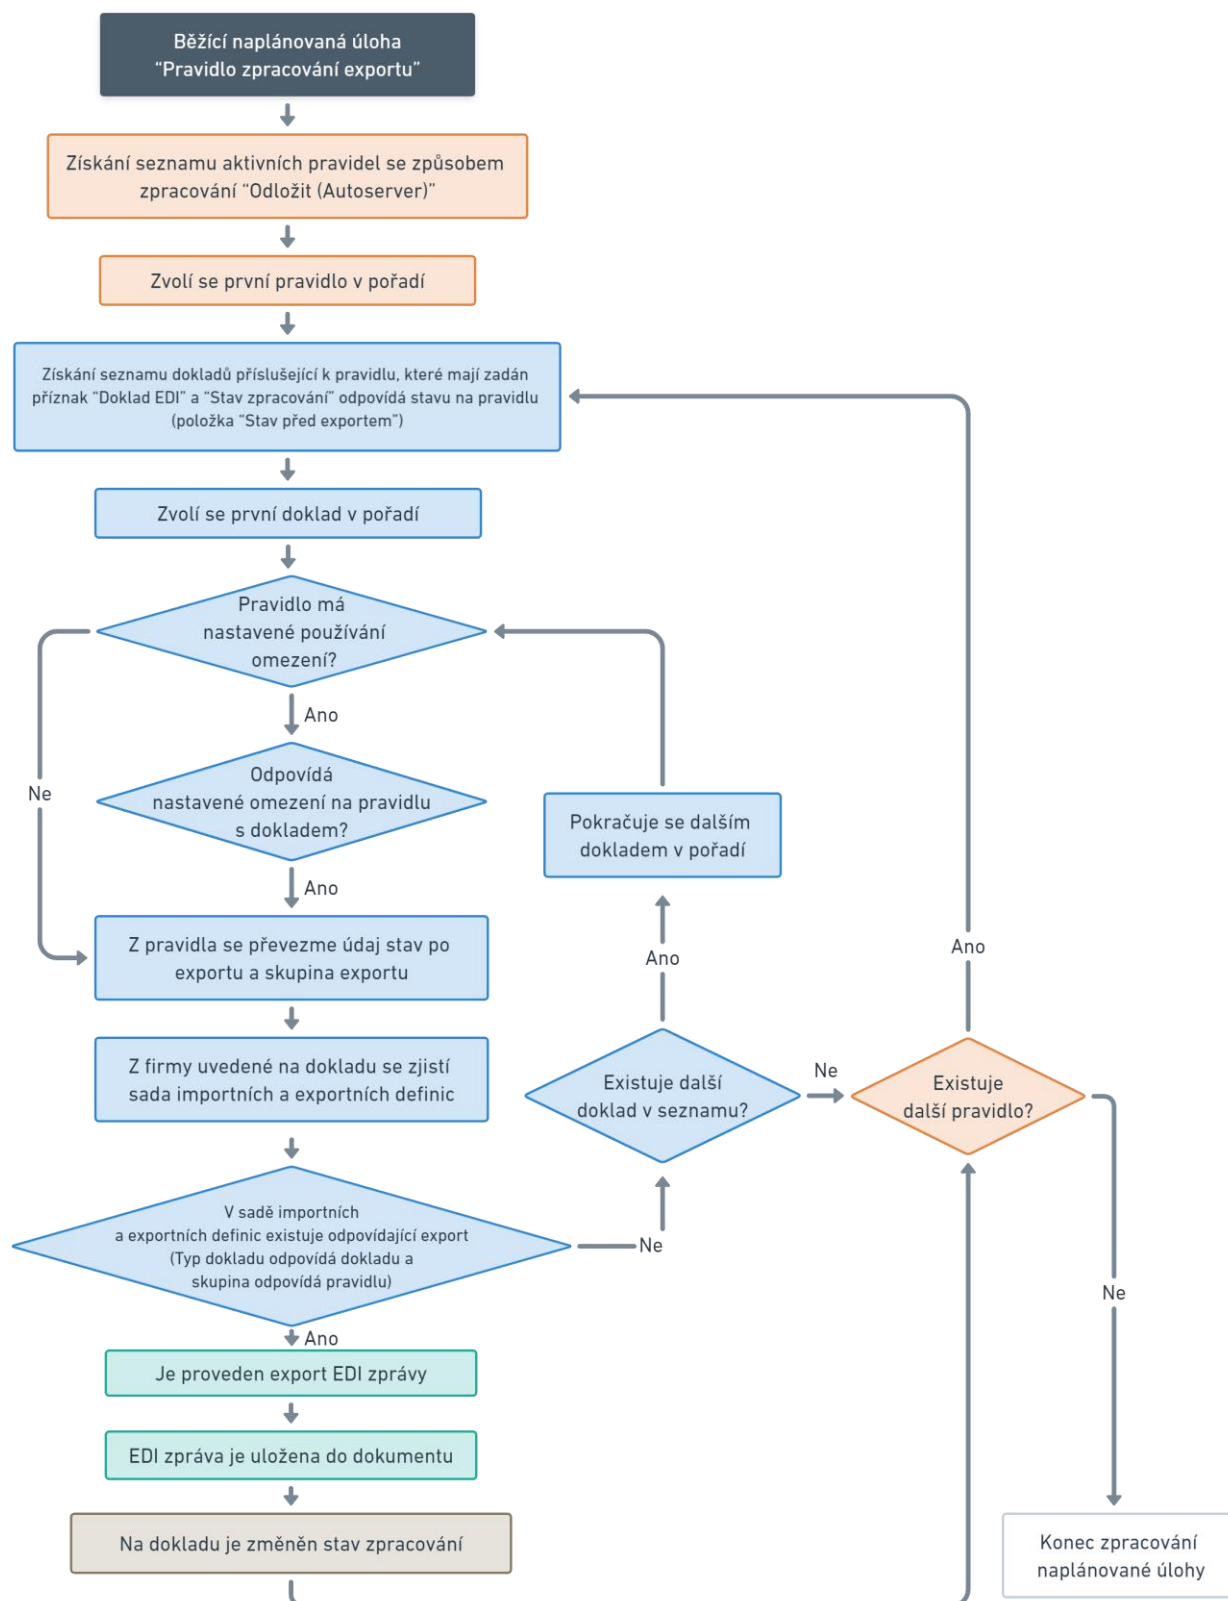 Běžící naplánovaná úloha
“Pravidlo zpracování exportu”
Získání seznamu aktivních pravidel se způsobem
zpracování “Odložit (Autoserver)”
Zvolí se první pravidlo v pořadí
Získání seznamu dokladů příslušející k pravidlu, které mají zadán
příznak “Doklad EDI” a “Stav zpracování” odpovídá stavu na pravidlu
(položka “Stav před exportem”)
Zvolí se první doklad v pořadí
Pravidlo má
nastavené používání
omezení?
Ano
Ne
Odpovídá
nastavené omezení na pravidlu
s dokladem?
Ano
Pokračuje se dalším
dokladem v pořadí
Z pravidla se převezme údaj stav po
exportu a skupina exportu
Ano
Ano
Z firmy uvedené na dokladu se zjistí
sada importních a exportních definic
Existuje další
doklad v seznamu?
Ne
Existuje
další pravidlo?
V sadě importních
a exportních definic existuje odpovídající export
(Typ dokladu odpovídá dokladu a
skupina odpovídá pravidlu)
Ne
Ne
Ano
Je proveden export EDI zprávy
EDI zpráva je uložena do dokumentu
Na dokladu je změněn stav zpracování
Konec zpracování
naplánované úlohy